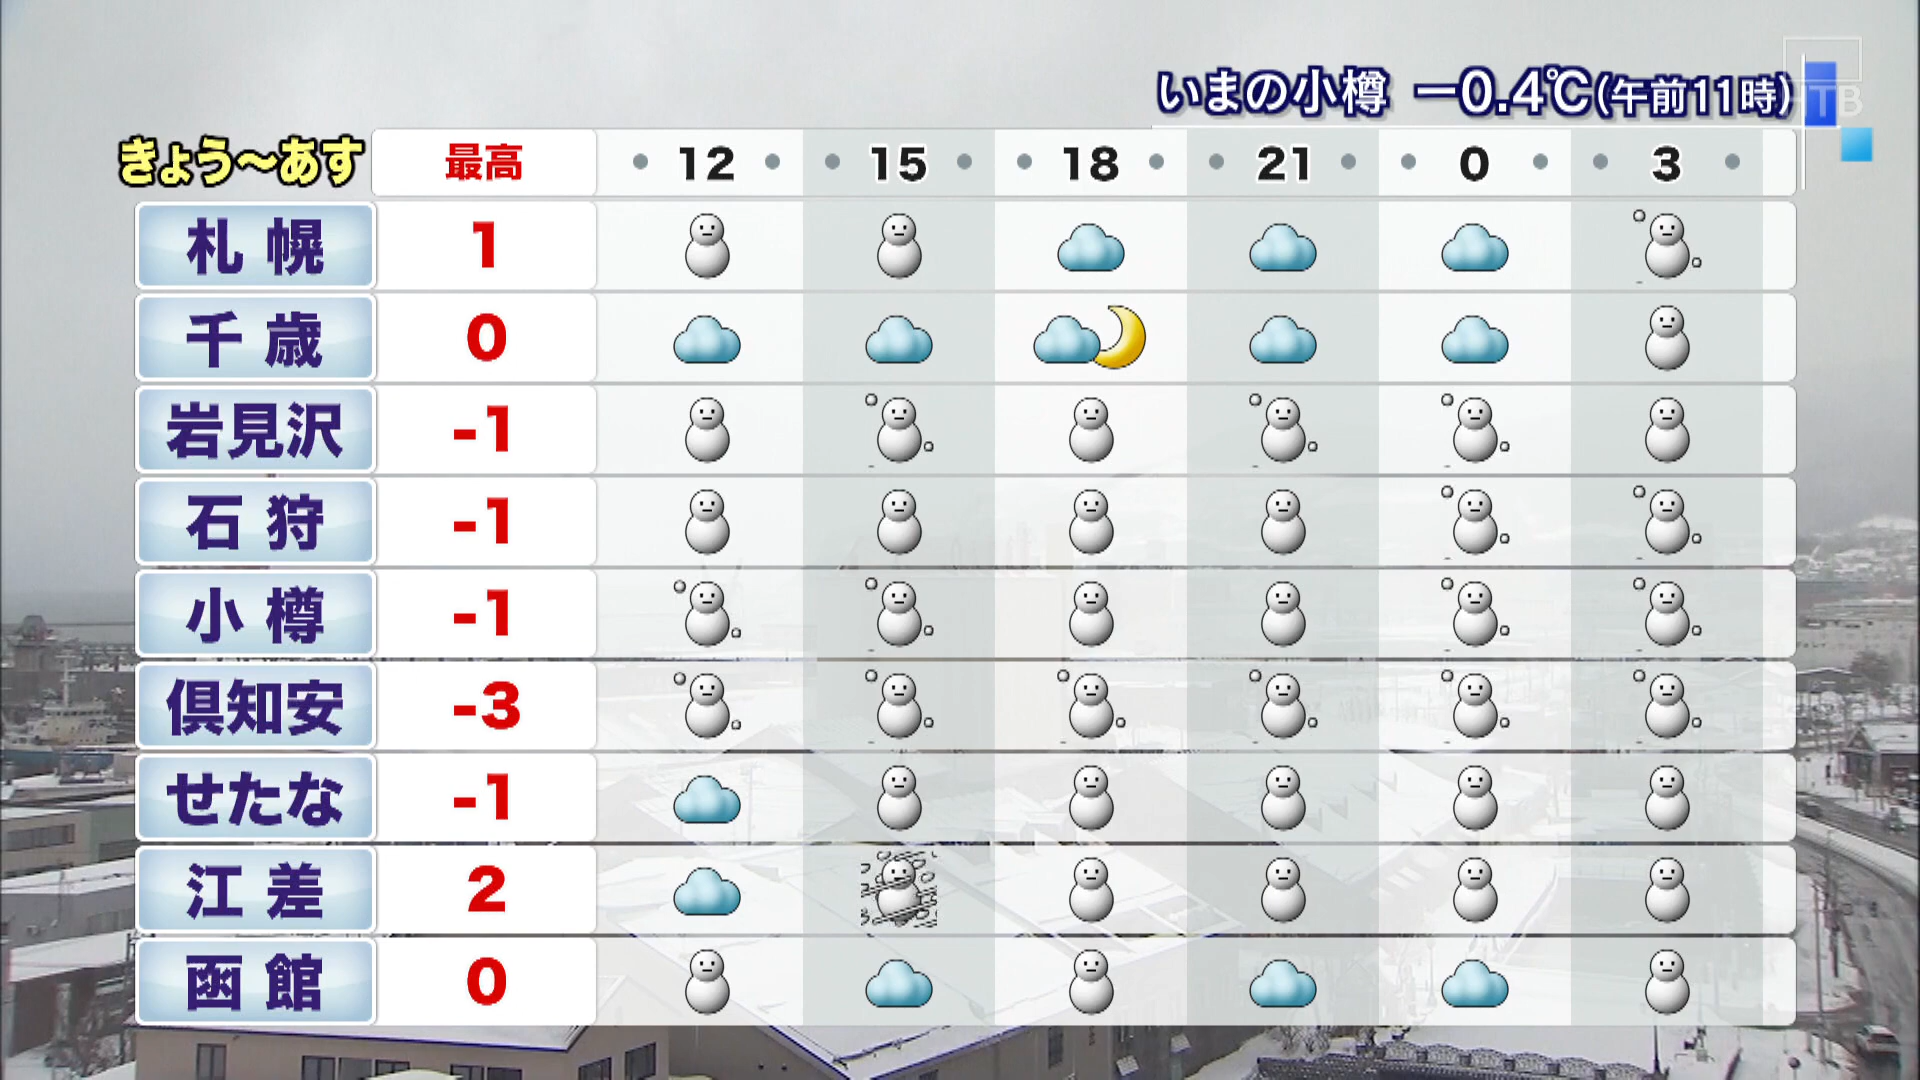 いまの小樽 −0.4℃(午前11時)
HTB
きょう〜あす 最高 12 15 18 21 0 3
札幌 1
千歳 0
岩見沢 -1
石狩 -1
小樽 -1
倶知安 -3
せたな -1
江差 2
函館 0